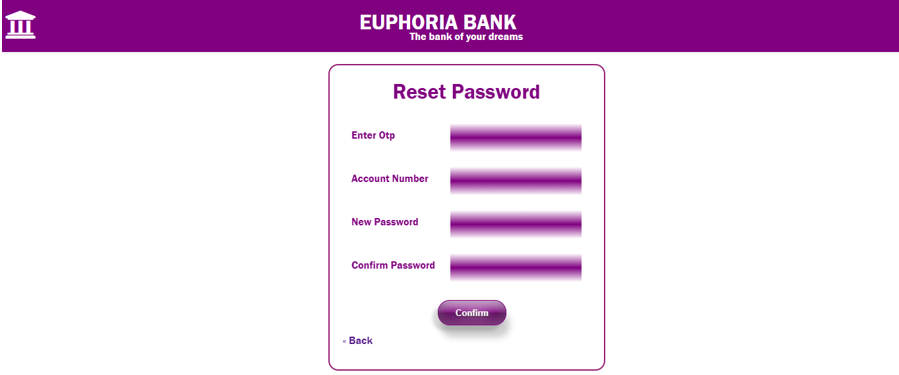 EUPHORIA BANK
The bank of your dreams
Reset Password
Enter Otp
Account Number
New Password
Confirm Password
Confirm
« Back